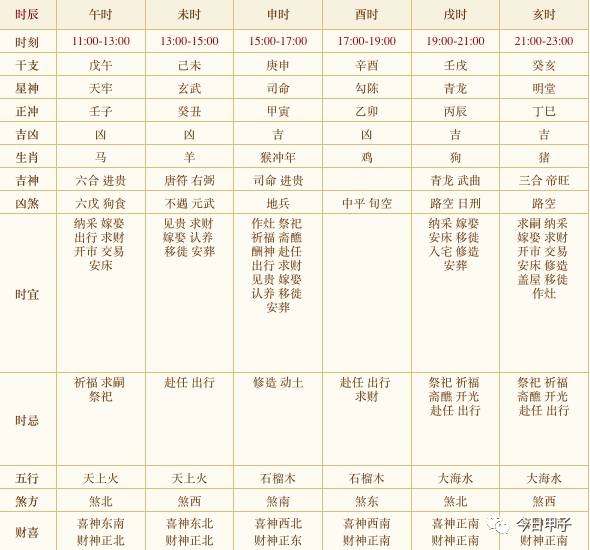 时辰 午时 未时 申时 酉时 戌时 亥时
时刻 11:00-13:00 13:00-15:00 15:00-17:00 17:00-19:00 19:00-21:00 21:00-23:00
干支 戊午 己未 庚申 辛酉 壬戌 癸亥
星神 天牢 玄武 司命 勾陈 青龙 明堂
正冲 壬子 癸丑 甲寅 乙卯 丙辰 丁巳
吉凶 凶 凶 吉 凶 吉 吉
生肖 马 羊 猴冲年 鸡 狗 猪
吉神 六合 进贵 唐符 右弼 司命 进贵 青龙 武曲 三合 帝旺
凶煞 六戊 狗食 不遇 元武 地兵 中平 旬空 路空 日刑 路空
时宜
纳采 嫁娶
出行 求财
开市 交易
安床
见贵 求财
嫁娶 认养
移徙 安葬
作灶 祭祀
祈福 斋醮
酬神 赴任
出行 求财
见贵 嫁娶
认养 移徙
安葬
纳采 嫁娶
安床 移徙
入宅 修造
安葬
求嗣 纳采
嫁娶 求财
开市 交易
安床 修造
盖屋 移徙
作灶
时忌
祈福 求嗣
祭祀
赴任 出行
修造 动土
赴任 出行
求财
祭祀 祈福
斋醮 开光
赴任 出行
祭祀 祈福
斋醮 开光
赴任 出行
五行 天上火 天上火 石榴木 石榴木 大海水 大海水
煞方 煞北 煞西 煞南 煞东 煞北 煞西
财喜
喜神东南 喜神东北 喜神西北 喜神西南 喜神正南 喜神东南
财神正北 财神正北 财神正东 财神正东 财神正南 财神正南
今日甲子